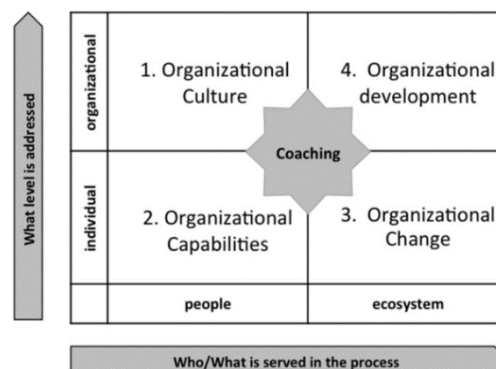 What level is addressed
organizational
1. Organizational
Culture
4. Organizational
development
Coaching
individual
2. Organizational
Capabilities
3. Organizational
Change
people
ecosystem
Who/What is served in the process